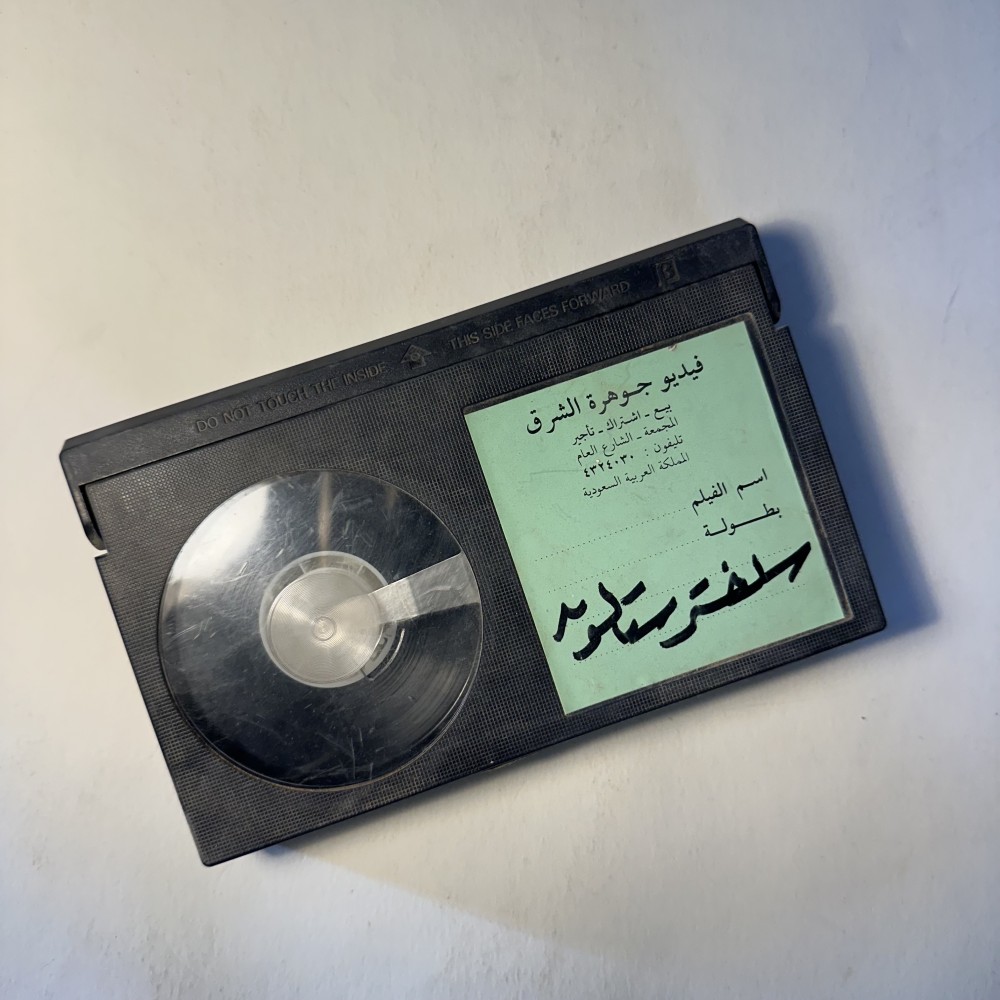 DO NOT TOUCH THE INSIDE THIS SIDE FACES FORWARD
فيديو جوهرة الشرق
بيع - اشتراك - تأجير
المجمعة - الشارع العام
تليفون : ٤٣٢٤٠٣٠
المملكة العربية السعودية
اسم الفيلم
بطولة